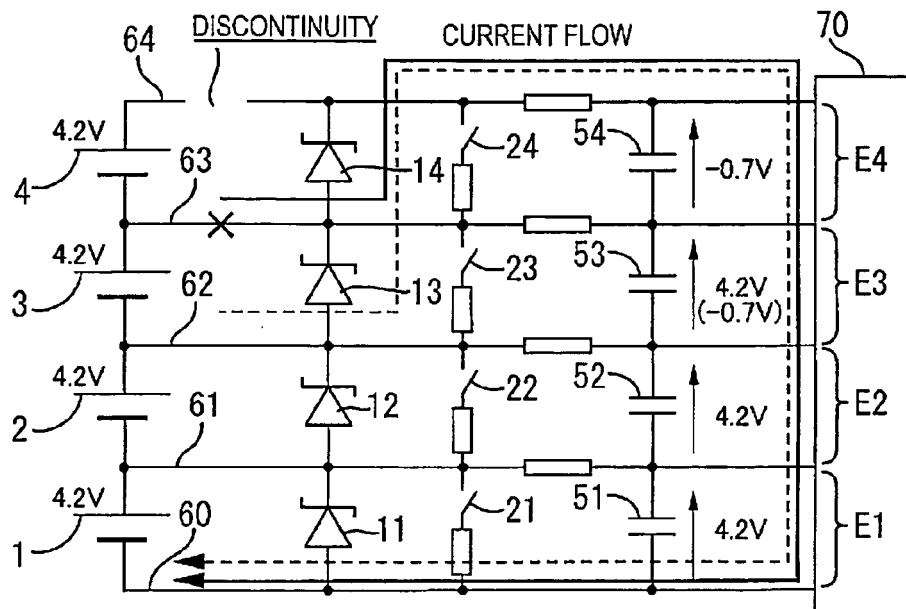 DISCONTINUITY
CURRENT FLOW
70
64
4.2V
4
63
14
24
54
-0.7V
E4
4.2V
3
62
13
23
53
4.2V
(-0.7V)
E3
4.2V
2
61
12
22
52
4.2V
E2
4.2V
1
60
11
21
51
4.2V
E1